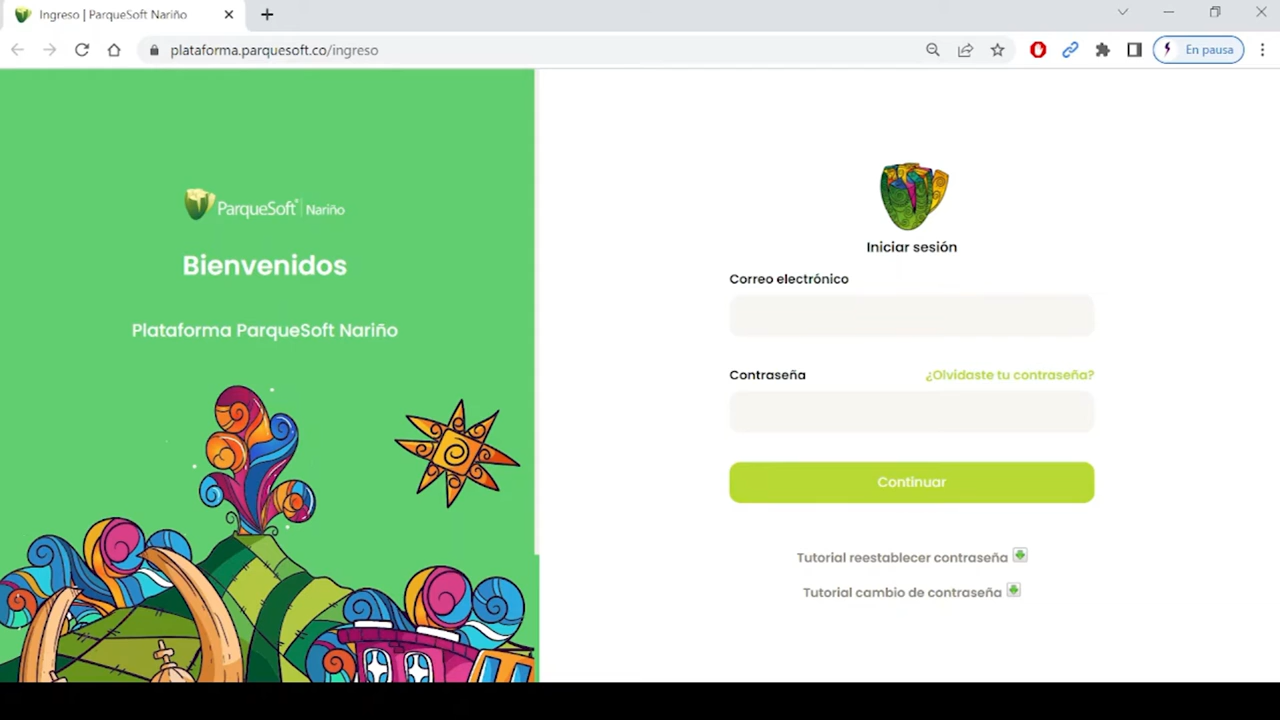 Ingreso | ParqueSoft Nariño
plataforma.parquesoft.co/ingreso
En pausa
ParqueSoft® | Nariño
Bienvenidos
Plataforma ParqueSoft Nariño
Iniciar sesión
Correo electrónico
Contraseña
¿Olvidaste tu contraseña?
Continuar
Tutorial reestablecer contraseña
Tutorial cambio de contraseña